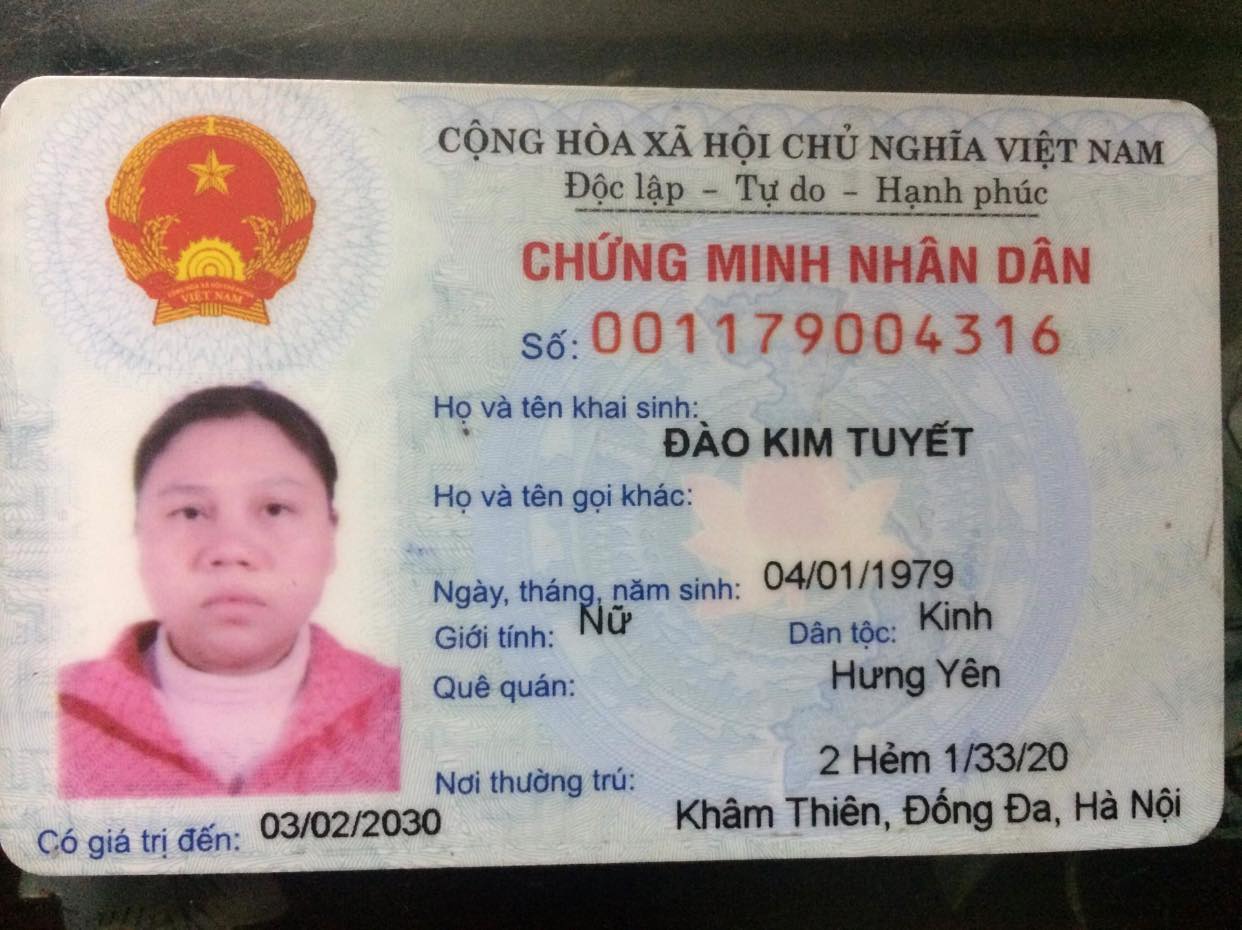 CỘNG HÒA XÃ HỘI CHỦ NGHĨA VIỆT NAM
Độc lập - Tự do - Hạnh phúc
CHỨNG MINH NHÂN DÂN
VIỆT NAM
Số: 001179004316
Họ và tên khai sinh:
ĐÀO KIM TUYẾT
Họ và tên gọi khác:
Ngày, tháng, năm sinh: 04/01/1979
Giới tính: Nữ Dân tộc: Kinh
Quê quán: Hưng Yên
Nơi thường trú: 2 Hẻm 1/33/20
Khâm Thiên, Đống Đa, Hà Nội
Có giá trị đến: 03/02/2030